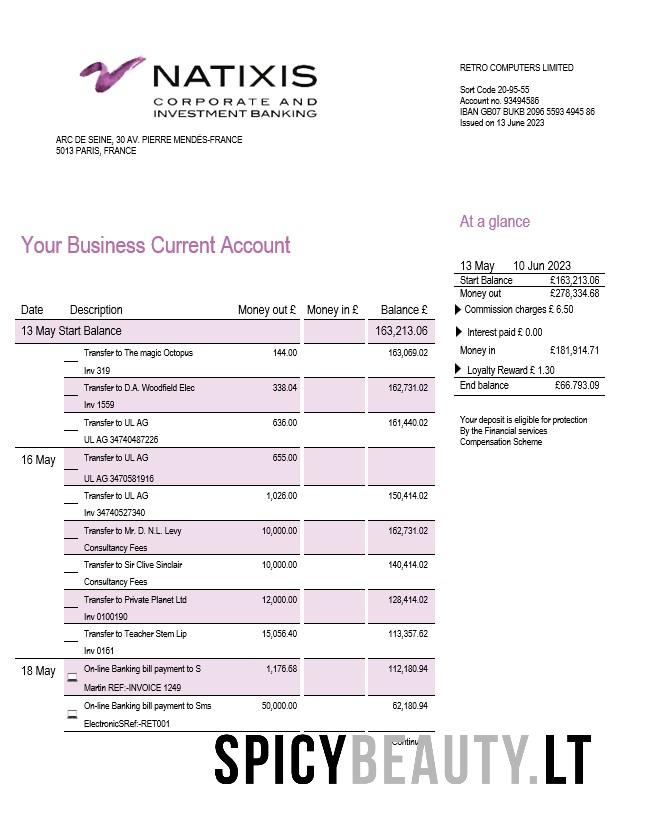 NATIXIS
CORPORATE AND
INVESTMENT BANKING
ARC DE SEINE, 30 AV. PIERRE MENDÈS-FRANCE
5013 PARIS, FRANCE
RETRO COMPUTERS LIMITED
Sort Code 20-95-55
Account no. 93494586
IBAN GB07 BUKB 2096 5593 4945 86
Issued on 13 June 2023
Your Business Current Account
At a glance
13 May 10 Jun 2023
Start Balance £163,213.06
Money out £278,334.68
Commission charges £ 6.50
Interest paid £ 0.00
Money in £181,914.71
Loyalty Reward £ 1.30
End balance £66.793.09
Your deposit is eligible for protection
By the Financial services
Compensation Scheme
Date Description Money out £ Money in £ Balance £
13 May Start Balance 163,213.06
Transfer to The magic Octopus 144.00 163,069.02
Inv 319
Transfer to D.A. Woodfield Elec 338.04 162,731.02
Inv 1559
Transfer to UL AG 636.00 161,440.02
UL AG 34740487226
16 May Transfer to UL AG 655.00
UL AG 3470581916
Transfer to UL AG 1,026.00 150,414.02
Inv 34740527340
Transfer to Mr. D. N.L. Levy 10,000.00 162,731.02
Consultancy Fees
Transfer to Sir Clive Sinclair 10,000.00 140,414.02
Consultancy Fees
Transfer to Private Planet Ltd 12,000.00 128,414.02
Inv 0100190
Transfer to Teacher Stem Lip 15,056.40 113,357.62
Inv 0161
18 May On-line Banking bill payment to S 1,176.68 112,180.94
Martin REF:-INVOICE 1249
On-line Banking bill payment to Sms 50,000.00 62,180.94
ElectronicSRef:-RET001
SPICYBEAUTY.LT